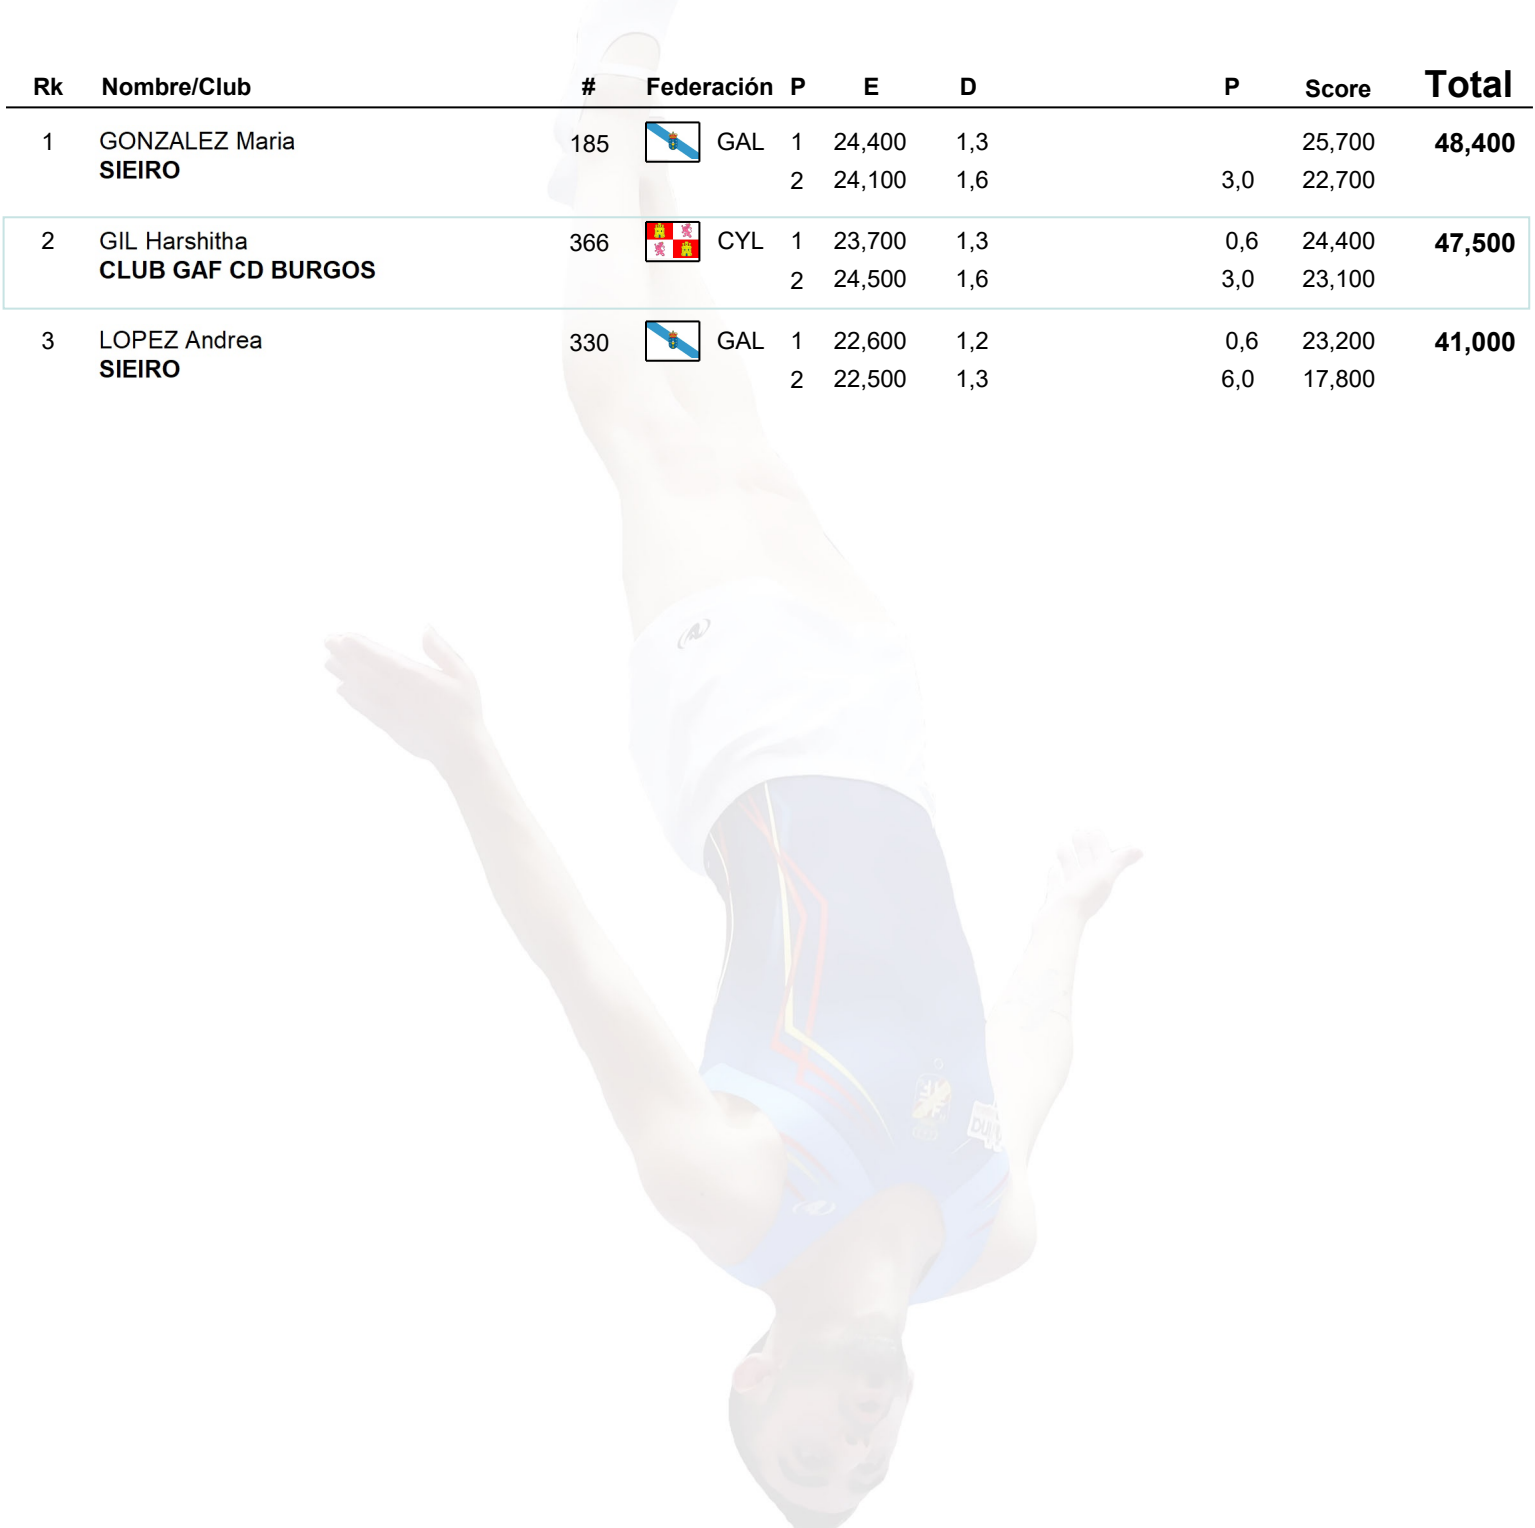 Rk Nombre/Club # Federación P E D P Score Total
1 GONZALEZ Maria 185 GAL 1 24,400 1,3 25,700 48,400
SIEIRO 2 24,100 1,6 3,0 22,700
2 GIL Harshitha 366 CYL 1 23,700 1,3 0,6 24,400 47,500
CLUB GAF CD BURGOS 2 24,500 1,6 3,0 23,100
3 LOPEZ Andrea 330 GAL 1 22,600 1,2 0,6 23,200 41,000
SIEIRO 2 22,500 1,3 6,0 17,800